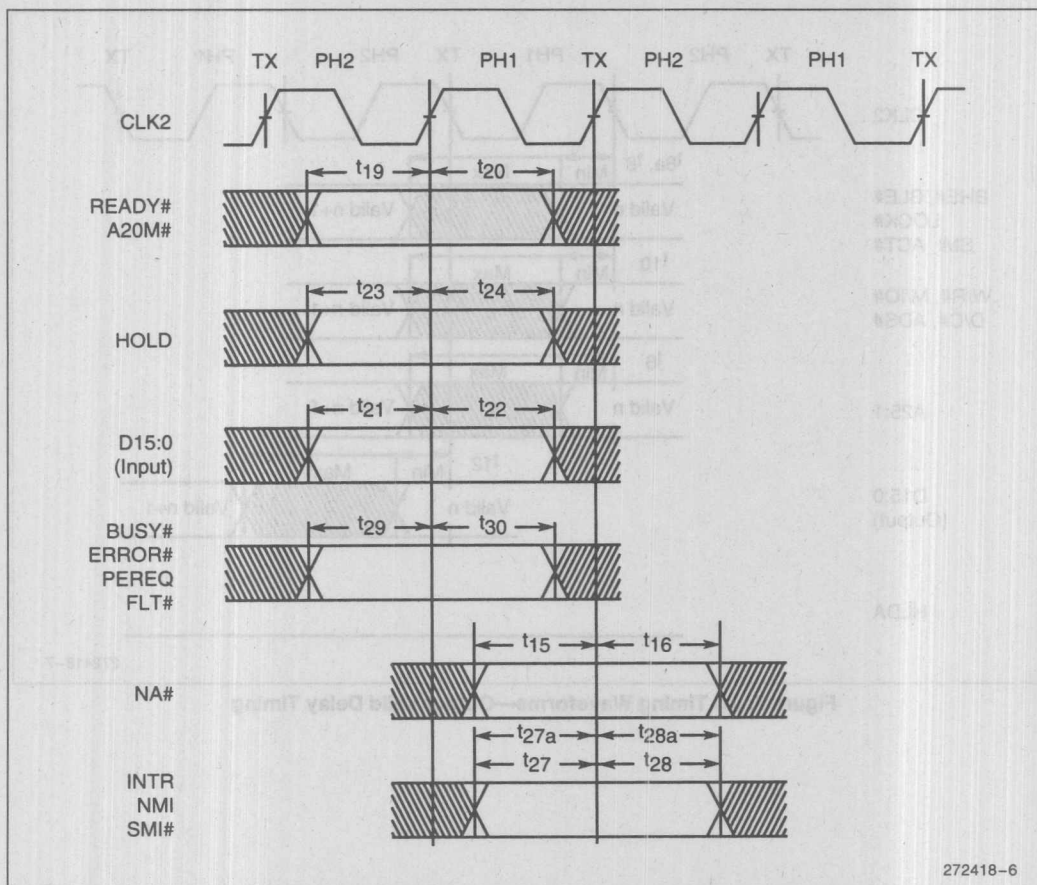 TX PH2 PH1 TX PH2 PH1 TX
CLK2
t19 t20
READY#
A20M#
t23 t24
HOLD
t21 t22
D15:0
(Input)
t29 t30
BUSY#
ERROR#
PEREQ
FLT#
t15 t16
NA#
t27a t28a
t27 t28
INTR
NMI
SMI#
272418-6